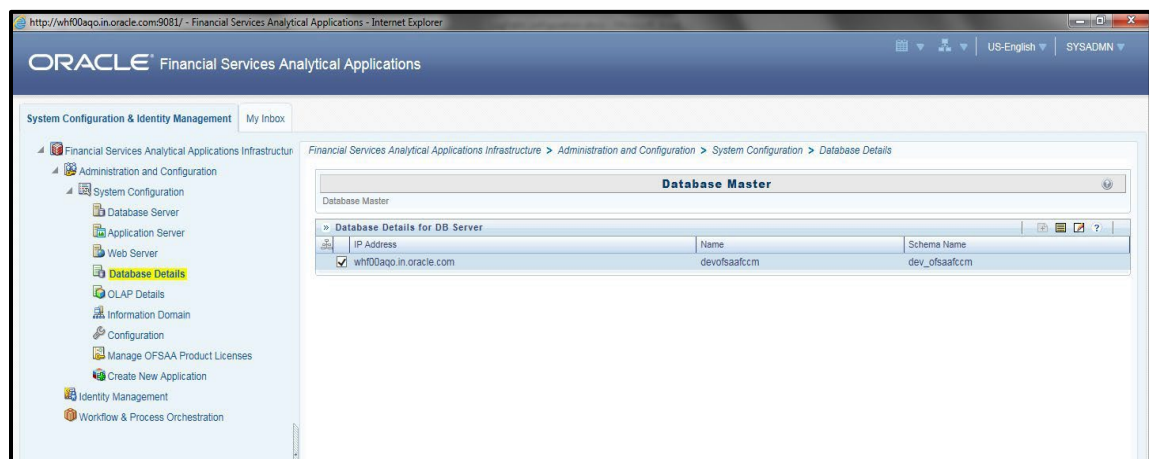 http://whf00aqo.in.oracle.com:9081/ - Financial Services Analytical Applications - Internet Explorer
ORACLE® Financial Services Analytical Applications
US-English
SYSADMN
System Configuration & Identity Management
My Inbox
Financial Services Analytical Applications Infrastructur
Administration and Configuration
System Configuration
Database Server
Application Server
Web Server
Database Details
OLAP Details
Information Domain
Configuration
Manage OFSAA Product Licenses
Create New Application
Identity Management
Workflow & Process Orchestration
Financial Services Analytical Applications Infrastructure > Administration and Configuration > System Configuration > Database Details
Database Master
Database Master
» Database Details for DB Server
IP Address Name Schema Name
whf00aqo.in.oracle.com devofsaafccm dev_ofsaafccm